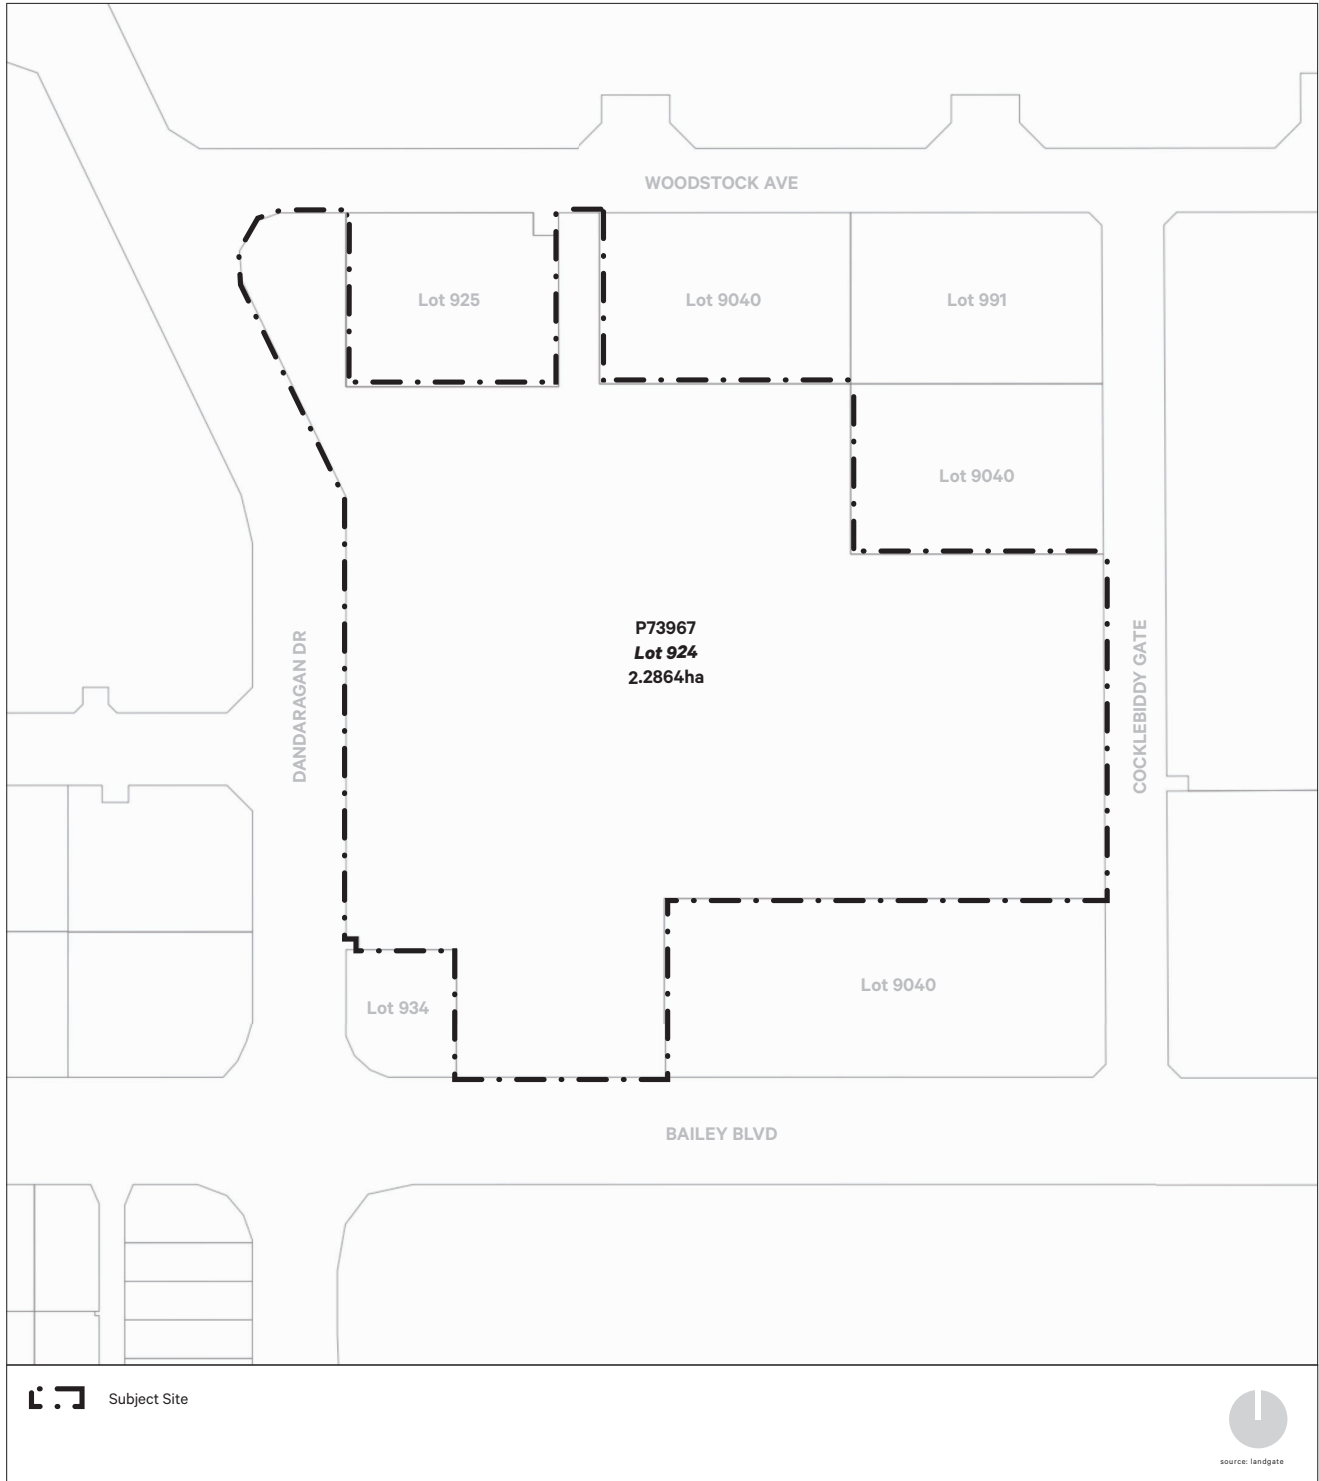 WOODSTOCK AVE
Lot 925
Lot 9040
Lot 991
Lot 9040
P73967
Lot 924
2.2864ha
DANDARAGAN DR
COCKLEBIDDY GATE
Lot 934
Lot 9040
BAILEY BLVD
Subject Site
source: landgate